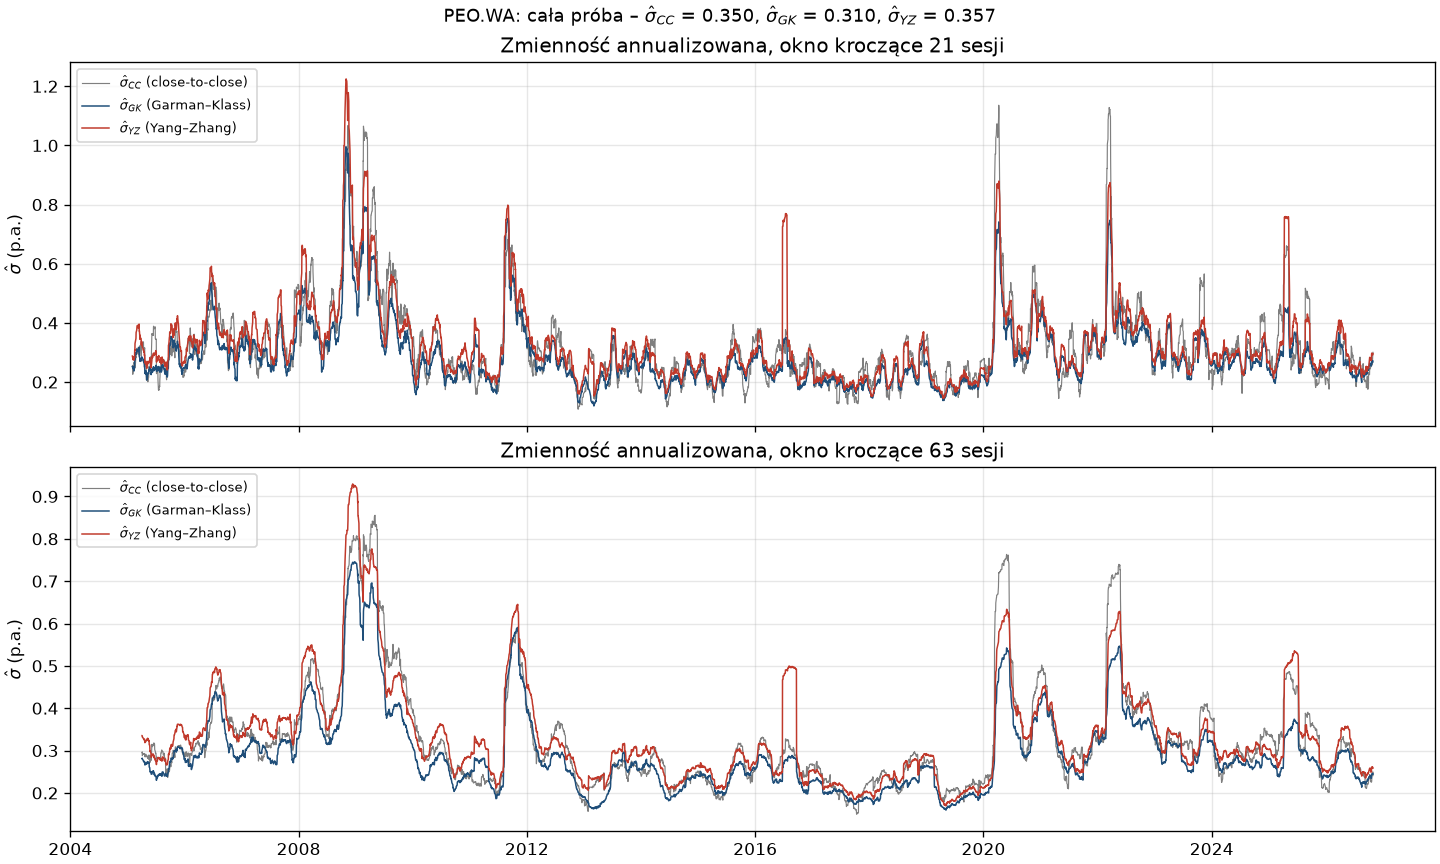 PEO.WA: cała próba – σ̂CC = 0.350, σ̂GK = 0.310, σ̂YZ = 0.357
Zmienność annualizowana, okno kroczące 21 sesji
σ̂CC (close-to-close)
σ̂GK (Garman–Klass)
σ̂YZ (Yang–Zhang)
σ̂ (p.a.)
1.2
1.0
0.8
0.6
0.4
0.2
Zmienność annualizowana, okno kroczące 63 sesji
σ̂CC (close-to-close)
σ̂GK (Garman–Klass)
σ̂YZ (Yang–Zhang)
σ̂ (p.a.)
0.9
0.8
0.7
0.6
0.5
0.4
0.3
0.2
2004 2008 2012 2016 2020 2024